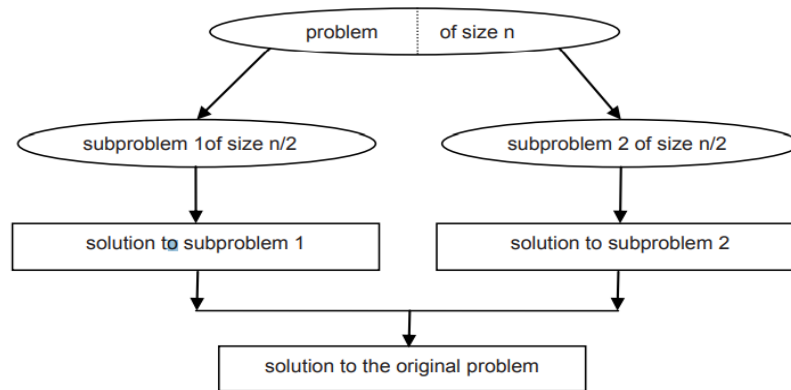 problem of size n
subproblem 1of size n/2
subproblem 2 of size n/2
solution to subproblem 1
solution to subproblem 2
solution to the original problem